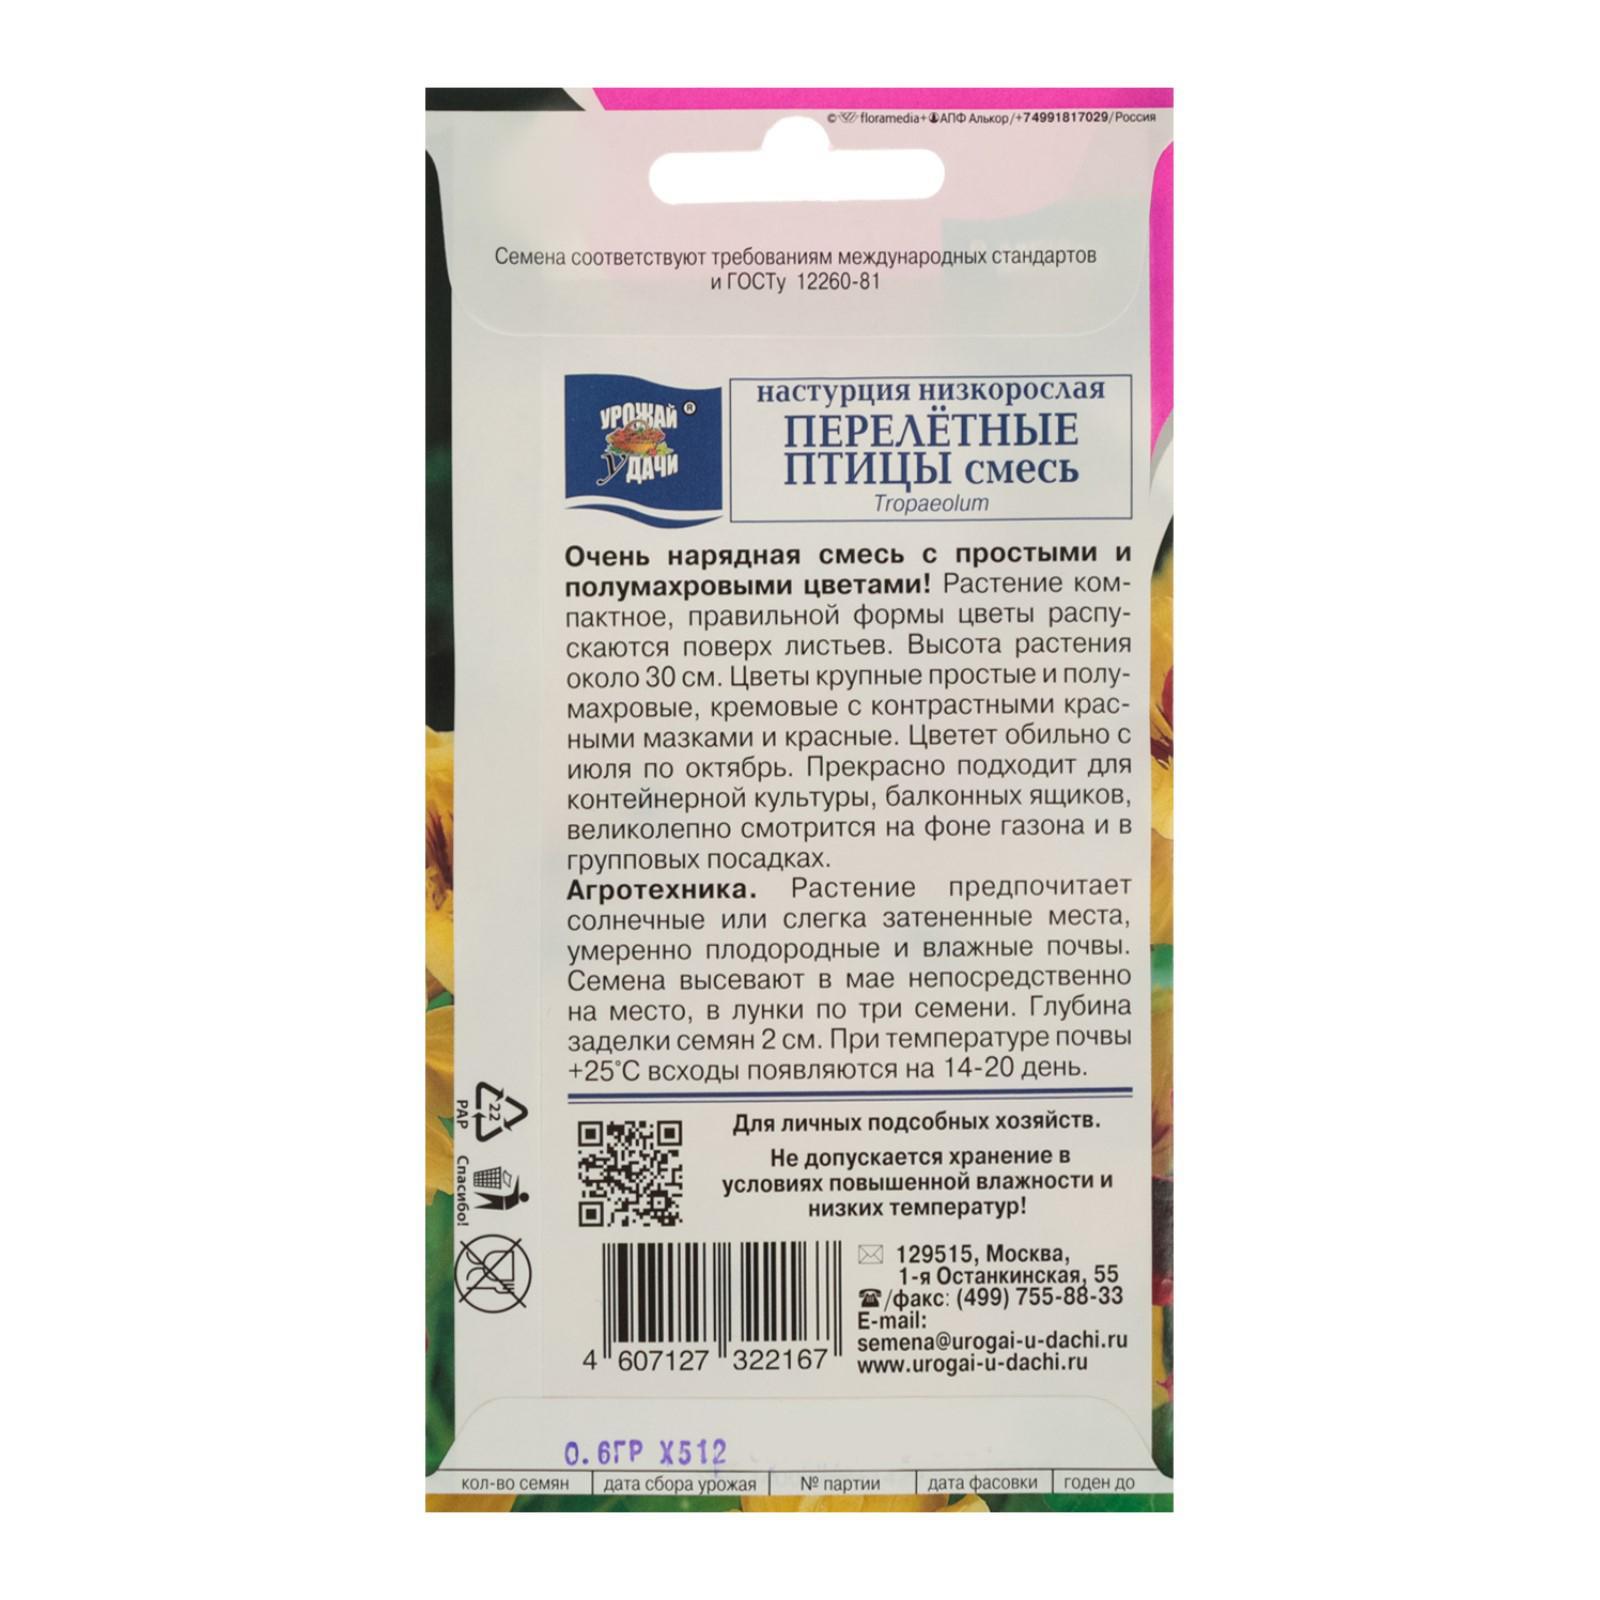 © floramedia+АПФ Алькор/+74991817029/Россия
Семена соответствуют требованиям международных стандартов
и ГОСТу 12260-81
УРОЖАЙ ®
УДАЧИ
настурция низкорослая
ПЕРЕЛЁТНЫЕ
ПТИЦЫ смесь
Tropaeolum
Очень нарядная смесь с простыми и
полумахровыми цветами! Растение ком-
пактное, правильной формы цветы распу-
скаются поверх листьев. Высота растения
около 30 см. Цветы крупные простые и полу-
махровые, кремовые с контрастными крас-
ными мазками и красные. Цветет обильно с
июля по октябрь. Прекрасно подходит для
контейнерной культуры, балконных ящиков,
великолепно смотрится на фоне газона и в
групповых посадках.
Агротехника. Растение предпочитает
солнечные или слегка затененные места,
умеренно плодородные и влажные почвы.
Семена высевают в мае непосредственно
на место, в лунки по три семени. Глубина
заделки семян 2 см. При температуре почвы
+25°С всходы появляются на 14-20 день.
22
PAP
Спасибо!
Для личных подсобных хозяйств.
Не допускается хранение в
условиях повышенной влажности и
низких температур!
129515, Москва,
1-я Останкинская, 55
/факс: (499) 755-88-33
E-mail:
semena@urogai-u-dachi.ru
www.urogai-u-dachi.ru
4 607127 322167
0.6ГР Х512
кол-во семян дата сбора урожая № партии дата фасовки годен до